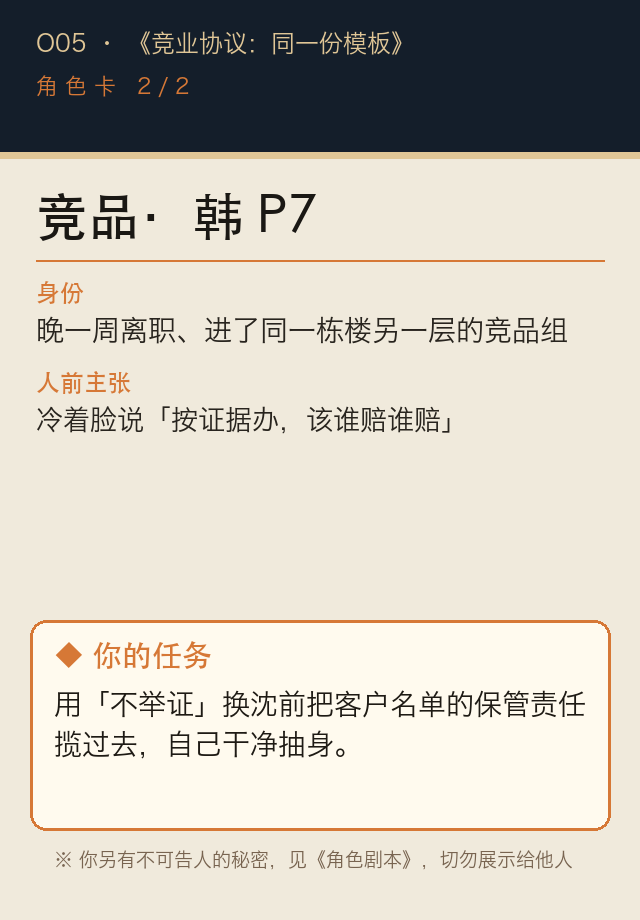 O05 · 《竞业协议：同一份模板》
角色卡 2/2
竞品· 韩 P7
身份
晚一周离职、进了同一栋楼另一层的竞品组
人前主张
冷着脸说「按证据办，该谁赔谁赔」
◆ 你的任务
用「不举证」换沈前把客户名单的保管责任
揽过去，自己干净抽身。
※ 你另有不可告人的秘密，见《角色剧本》，切勿展示给他人